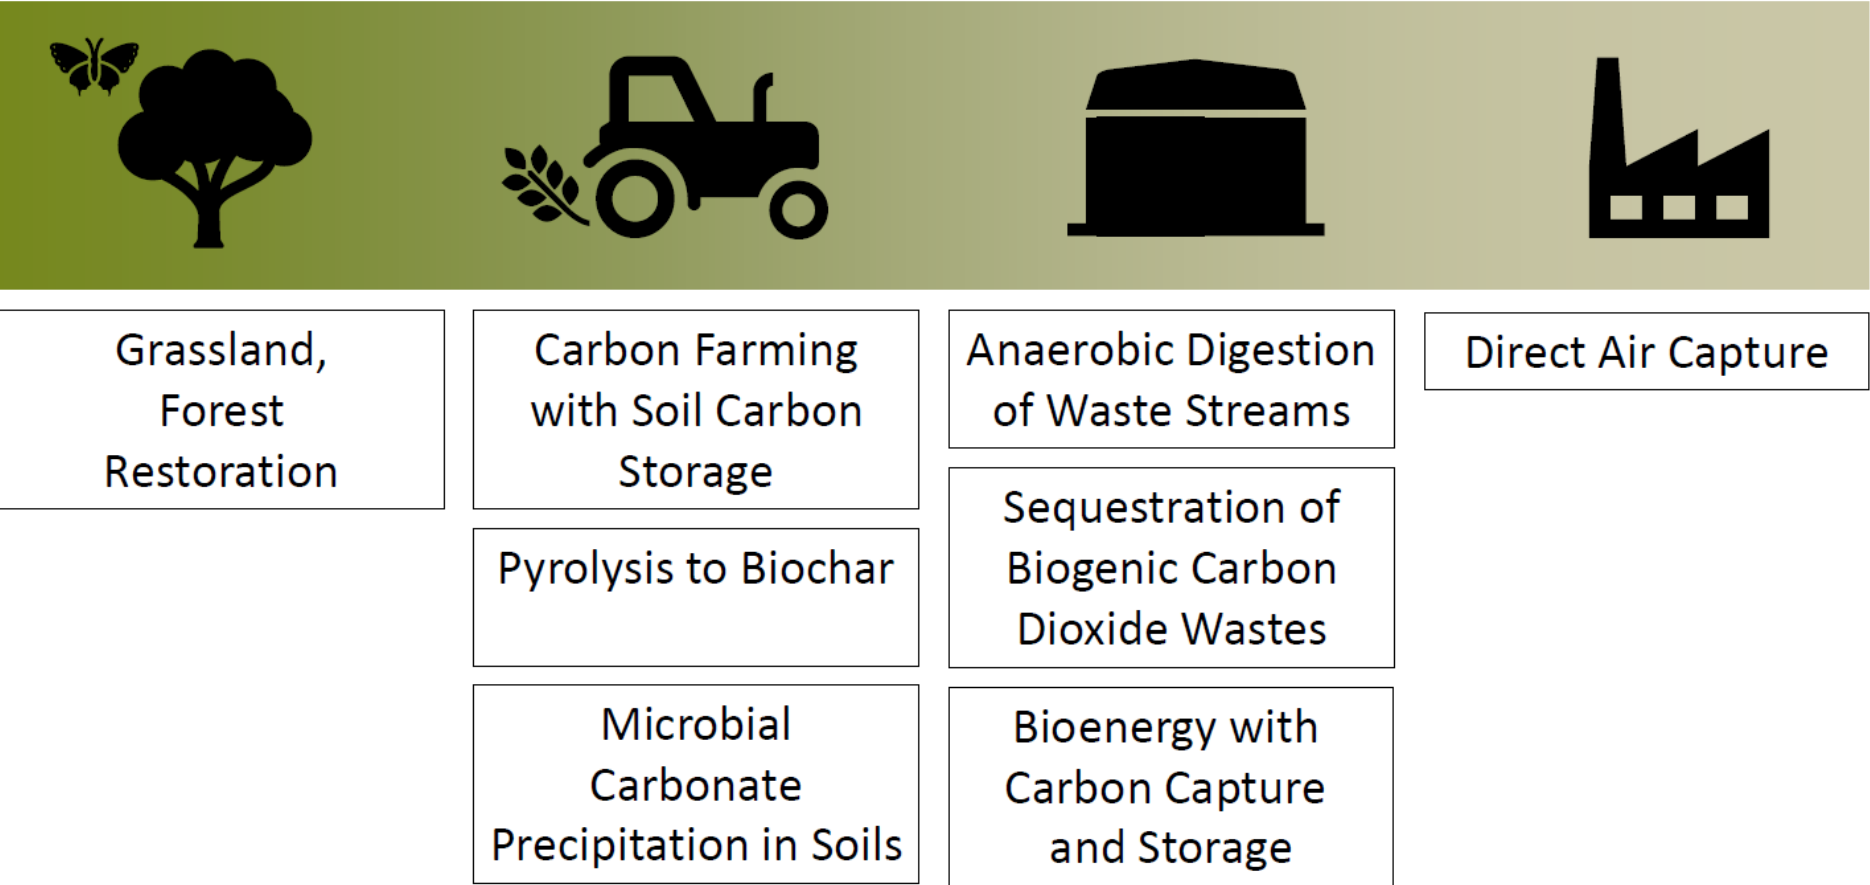 Grassland,
Forest
Restoration
Carbon Farming
with Soil Carbon
Storage
Pyrolysis to Biochar
Microbial
Carbonate
Precipitation in Soils
Anaerobic Digestion
of Waste Streams
Sequestration of
Biogenic Carbon
Dioxide Wastes
Bioenergy with
Carbon Capture
and Storage
Direct Air Capture